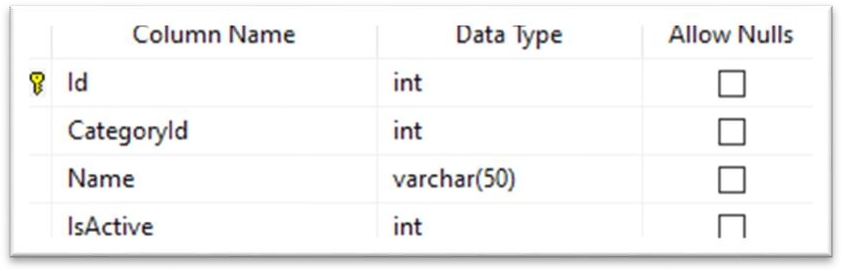 Column Name Data Type Allow Nulls
Id int
CategoryId int
Name varchar(50)
IsActive int